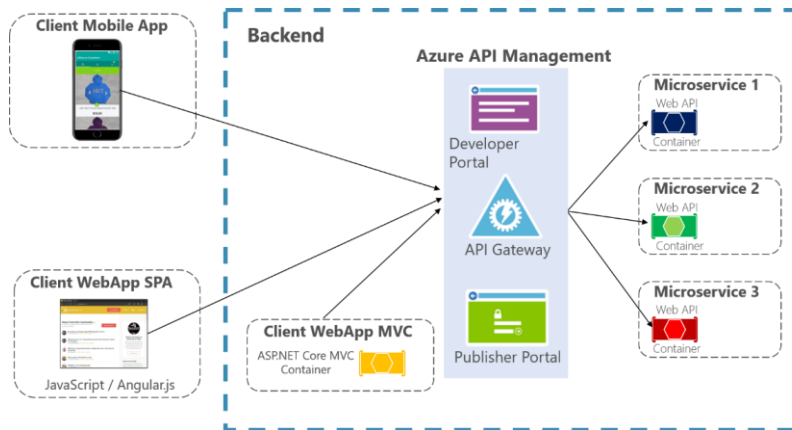 Client Mobile App
Backend
Azure API Management
Developer
Portal
API Gateway
Publisher Portal
Microservice 1
Web API
Container
Microservice 2
Web API
Container
Microservice 3
Web API
Container
Client WebApp SPA
JavaScript / Angular.js
Client WebApp MVC
ASP.NET Core MVC
Container